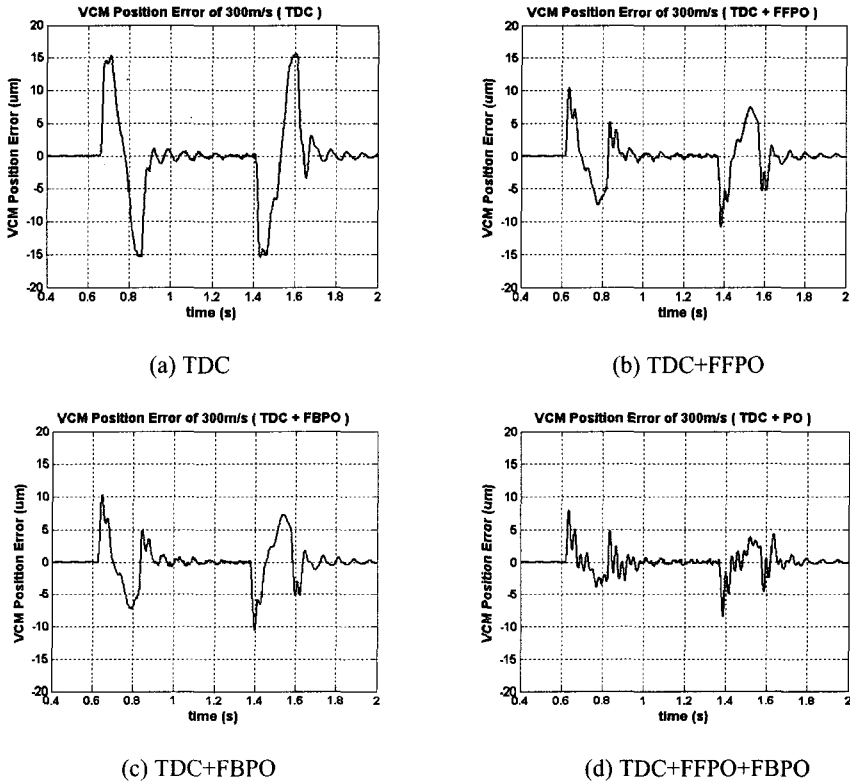 VCM Position Error of 300m/s ( TDC )
VCM Position Error (um)
20
15
10
5
0
-5
-10
-15
-20
0.4 0.6 0.8 1 1.2 1.4 1.6 1.8 2
time (s)
(a) TDC
VCM Position Error of 300m/s ( TDC + FFPO )
VCM Position Error (um)
20
15
10
5
0
-5
-10
-15
-20
0.4 0.6 0.8 1 1.2 1.4 1.6 1.8 2
time (s)
(b) TDC+FFPO
VCM Position Error of 300m/s ( TDC + FBPO )
VCM Position Error (um)
20
15
10
5
0
-5
-10
-15
-20
0.4 0.6 0.8 1 1.2 1.4 1.6 1.8 2
time (s)
(c) TDC+FBPO
VCM Position Error of 300m/s ( TDC + PO )
VCM Position Error (um)
20
15
10
5
0
-5
-10
-15
-20
0.4 0.6 0.8 1 1.2 1.4 1.6 1.8 2
time (s)
(d) TDC+FFPO+FBPO